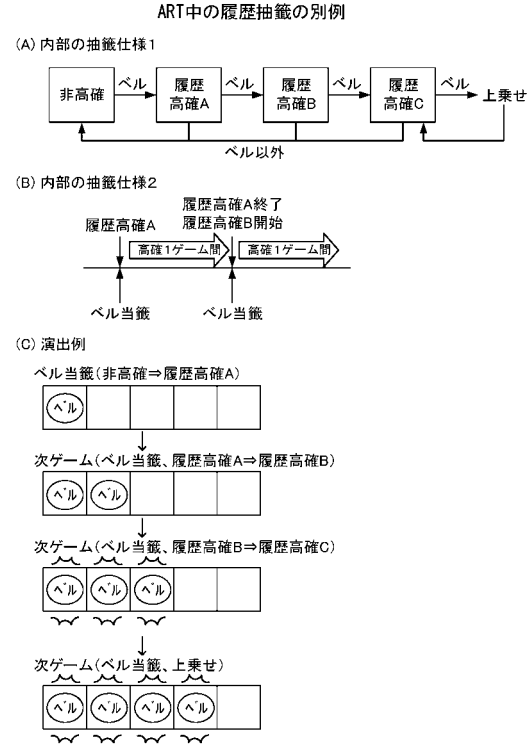 ART中の履歴抽籤の別例
(A) 内部の抽籤仕様1
非高確
ベル
履歴
高確A
ベル
履歴
高確B
ベル
履歴
高確C
ベル
上乗せ
ベル以外
(B) 内部の抽籤仕様2
履歴高確A
履歴高確A終了
履歴高確B開始
高確1ゲーム間
高確1ゲーム間
ベル当籤
ベル当籤
(C) 演出例
ベル当籤(非高確⇒履歴高確A)
ベル
次ゲーム(ベル当籤、履歴高確A⇒履歴高確B)
ベル ベル
次ゲーム(ベル当籤、履歴高確B⇒履歴高確C)
ベル ベル ベル
次ゲーム(ベル当籤、上乗せ)
ベル ベル ベル ベル